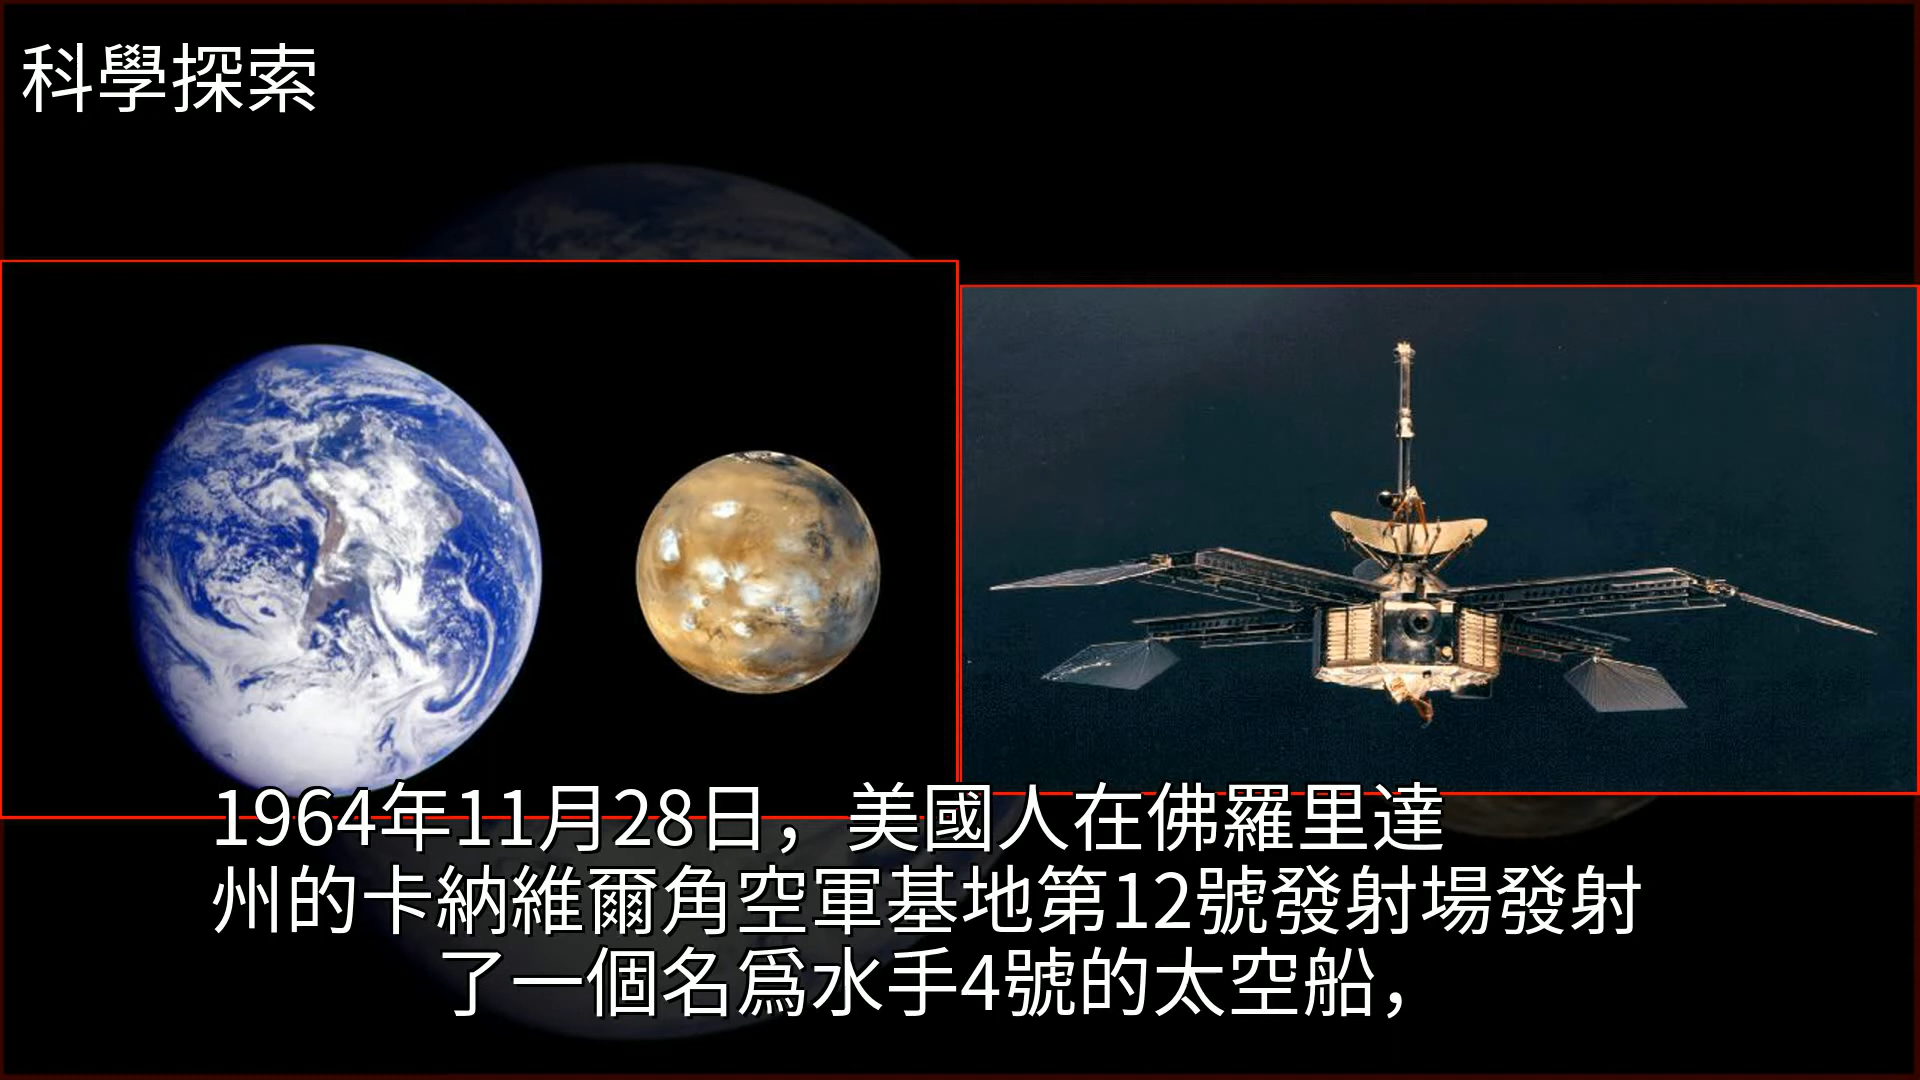 科學探索
1964年11月28日，美國人在佛羅里達
州的卡納維爾角空軍基地第12號發射場發射
了一個名爲水手4號的太空船，